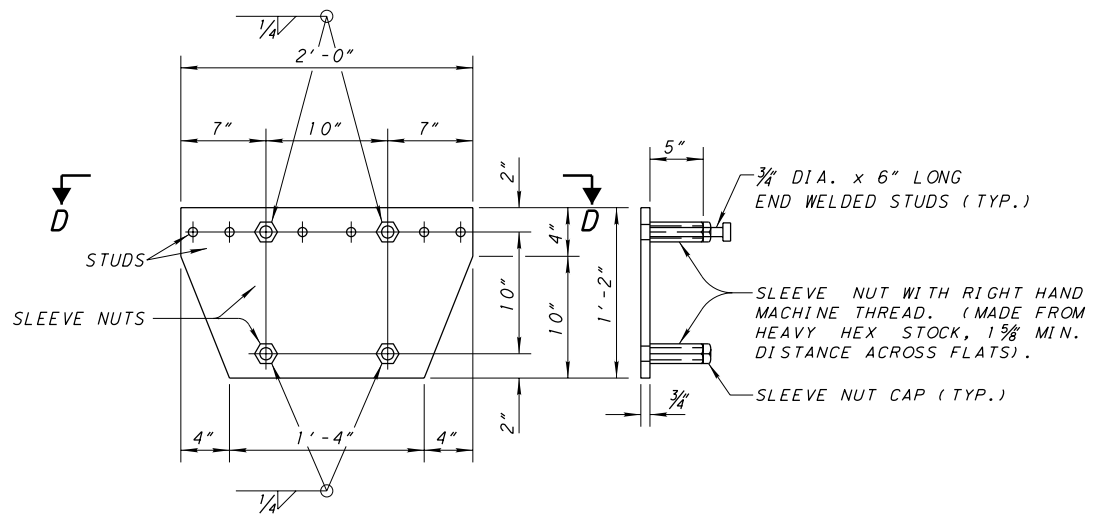 1/4
2'-0"
7" 10" 7"
2"
5"
D D
3/4" DIA. x 6" LONG
END WELDED STUDS (TYP.)
4"
STUDS
10"
10"
1'-2"
SLEEVE NUTS
SLEEVE NUT WITH RIGHT HAND
MACHINE THREAD. (MADE FROM
HEAVY HEX STOCK, 1 5/8" MIN.
DISTANCE ACROSS FLATS).
SLEEVE NUT CAP (TYP.)
3/4"
2"
4" 1'-4" 4"
1/4